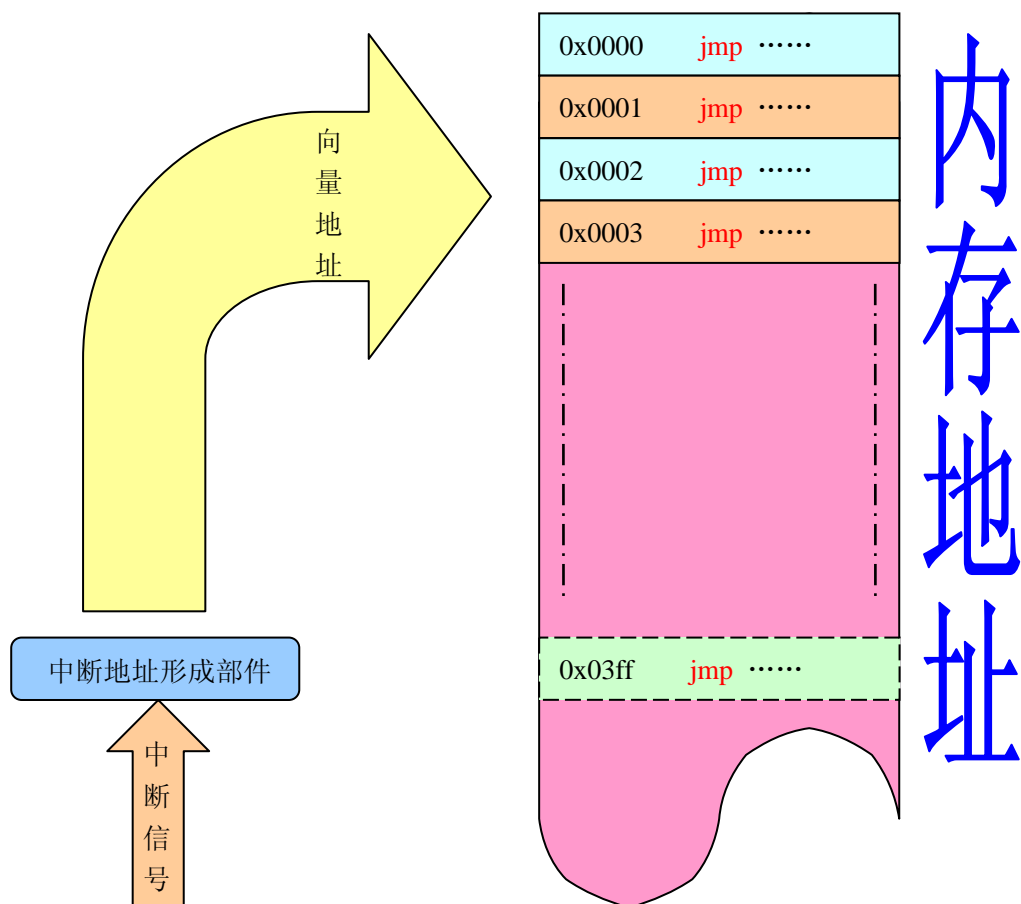 0x0000 jmp ……
0x0001 jmp ……
0x0002 jmp ……
0x0003 jmp ……
0x03ff jmp ……
内存地址
向量地址
中断地址形成部件
中断信号